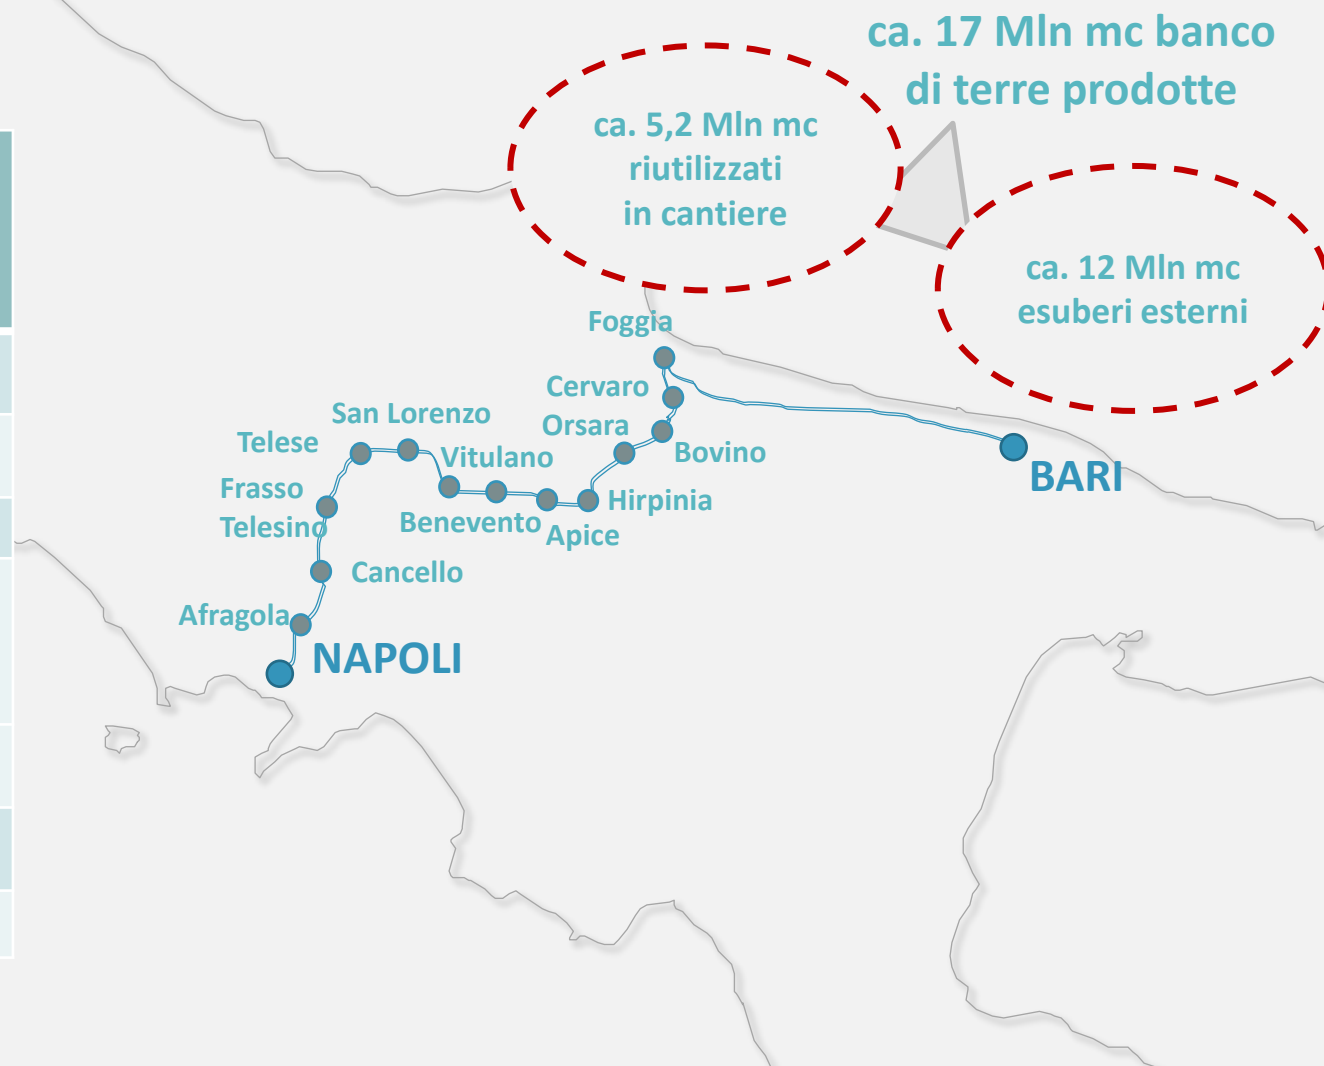 ca. 17 Mln mc banco
di terre prodotte
ca. 5,2 Mln mc
riutilizzati
in cantiere
ca. 12 Mln mc
esuberi esterni
Foggia
Cervaro
Orsara
Bovino
San Lorenzo
Telese
Vitulano
Frasso
Telesino
Hirpinia
Benevento
Apice
BARI
Cancello
Afragola
NAPOLI